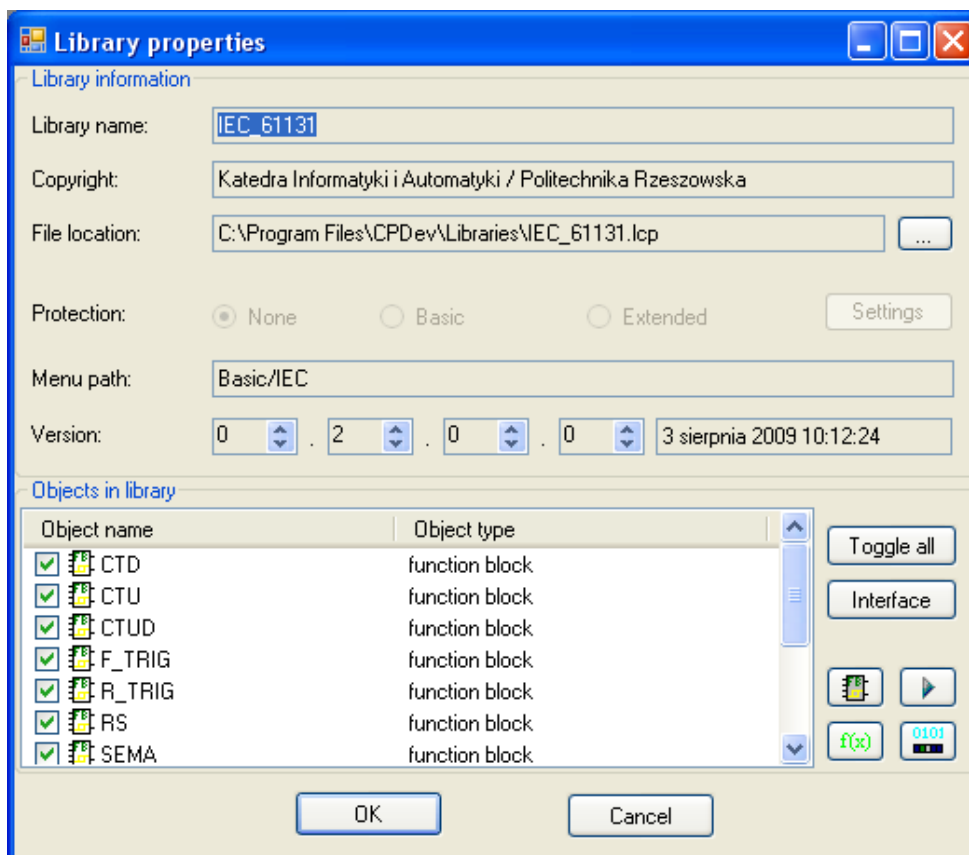 Library properties
Library information
Library name: IEC_61131
Copyright: Katedra Informatyki i Automatyki / Politechnika Rzeszowska
File location: C:\Program Files\CPDev\Libraries\IEC_61131.lcp ...
Protection: None Basic Extended Settings
Menu path: Basic/IEC
Version: 0 . 2 . 0 . 0 3 sierpnia 2009 10:12:24
Objects in library
Object name Object type
CTD function block
CTU function block
CTUD function block
F_TRIG function block
R_TRIG function block
RS function block
SEMA function block
Toggle all
Interface
f(x) 0101
OK Cancel